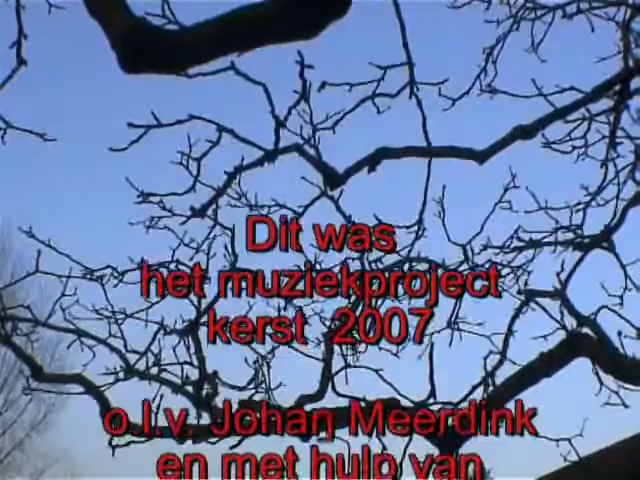 Dit was
het muziekproject
kerst 2007
o.l.v. Johan Meerdink
en met hulp van